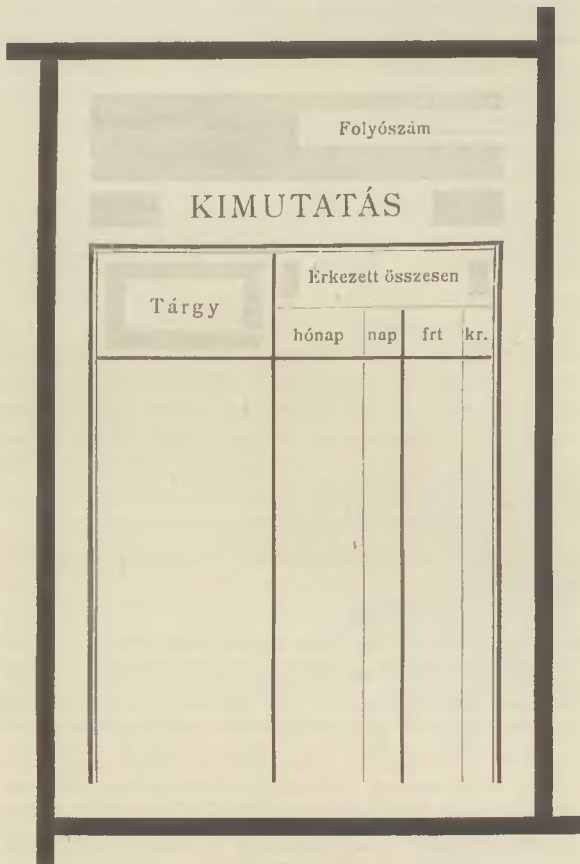 Folyószám
KIMUTATÁS
Tárgy
Érkezett összesen
hónap nap frt kr.